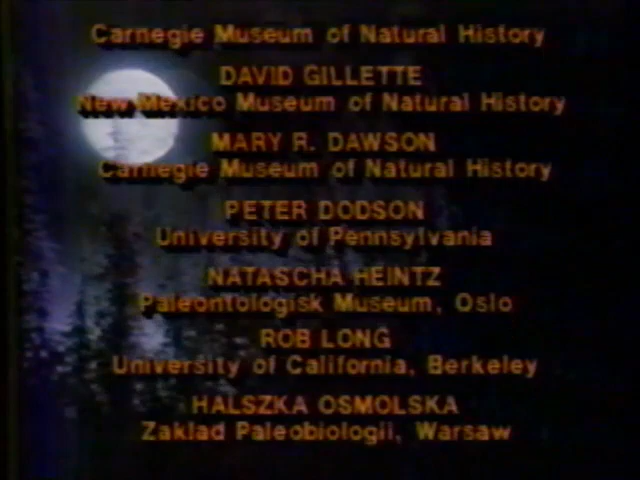 Carnegie Museum of Natural History
DAVID GILLETTE
New Mexico Museum of Natural History
MARY R. DAWSON
Carnegie Museum of Natural History
PETER DODSON
University of Pennsylvania
NATASCHA HEINTZ
Paleontologisk Museum, Oslo
ROB LONG
University of California, Berkeley
HALSZKA OSMOLSKA
Zaklad Paleobiologii, Warsaw